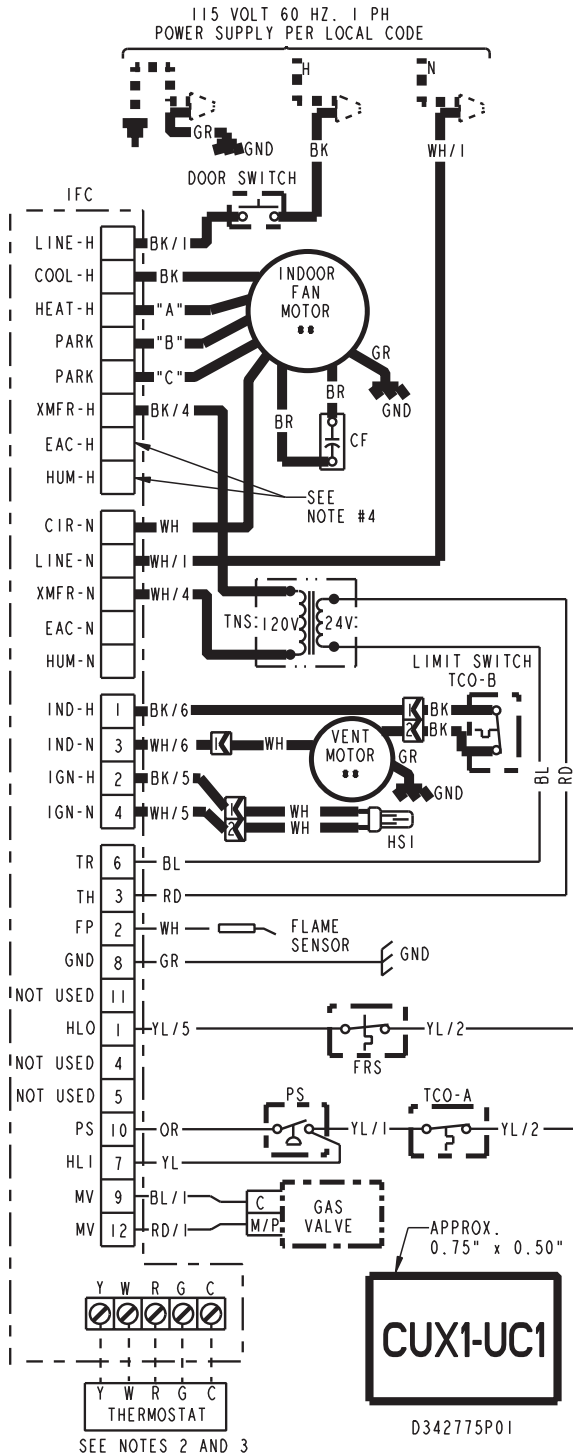 115 VOLT 60 HZ. 1 PH
POWER SUPPLY PER LOCAL CODE
H
N
GR
GND
BK
WH/1
DOOR SWITCH
IFC
LINE-H BK/1
COOL-H BK
HEAT-H "A"
PARK "B"
PARK "C"
XMFR-H BK/4
EAC-H
HUM-H
INDOOR
FAN
MOTOR
GR
GND
BR
BR
CF
SEE
NOTE #4
CIR-N WH
LINE-N WH/1
XMFR-N WH/4
EAC-N
HUM-N
TNS: 120V 24V
LIMIT SWITCH
TCO-B
IND-H 1 BK/6 1 BK
2 BK
IND-N 3 WH/6 1 WH
VENT
MOTOR
GR
GND
IGN-H 2 BK/5 1 WH
IGN-N 4 WH/5 2 WH
HSI
BL
RD
TR 6 BL
TH 3 RD
FP 2 WH FLAME
SENSOR
GND 8 GR GND
NOT USED 11
HLO 1 YL/5 YL/2
FRS
NOT USED 4
NOT USED 5
PS TCO-A
PS 10 OR YL/1 YL/2
HLI 7 YL
MV 9 BL/1 C
MV 12 RD/1 M/P
GAS
VALVE
APPROX.
0.75" x 0.50"
Y W R G C
CUX1-UC1
Y W R G C
THERMOSTAT
D342775P01
SEE NOTES 2 AND 3